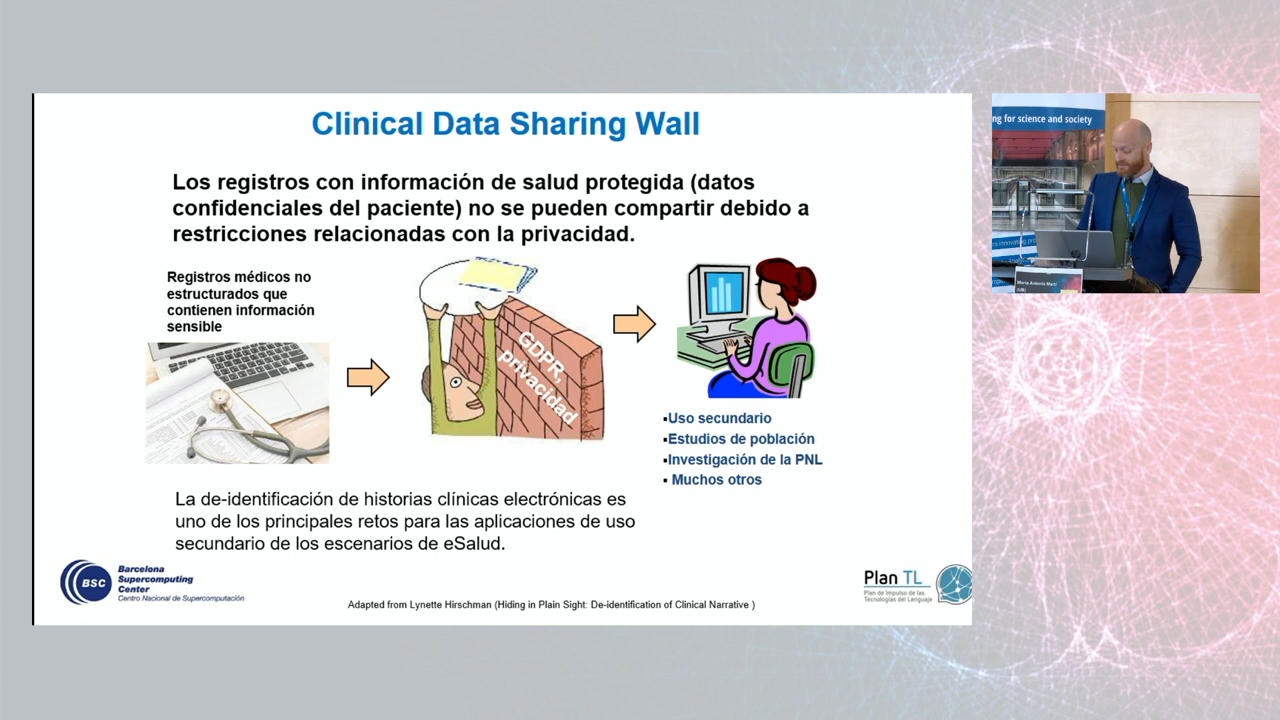 Clinical Data Sharing Wall
Los registros con información de salud protegida (datos
confidenciales del paciente) no se pueden compartir debido a
restricciones relacionadas con la privacidad.
Registros médicos no
estructurados que
contienen información
sensible
GDPR,
privacidad
▪Uso secundario
▪Estudios de población
▪Investigación de la PNL
▪ Muchos otros
La de-identificación de historias clínicas electrónicas es
uno de los principales retos para las aplicaciones de uso
secundario de los escenarios de eSalud.
BSC
Barcelona
Supercomputing
Center
Centro Nacional de Supercomputación
Adapted from Lynette Hirschman (Hiding in Plain Sight: De-identification of Clinical Narrative )
Plan TL
Plan de Impulso de las
Tecnologías del Lenguaje
ng for science and society
Maria Antonia Martí
(UB)